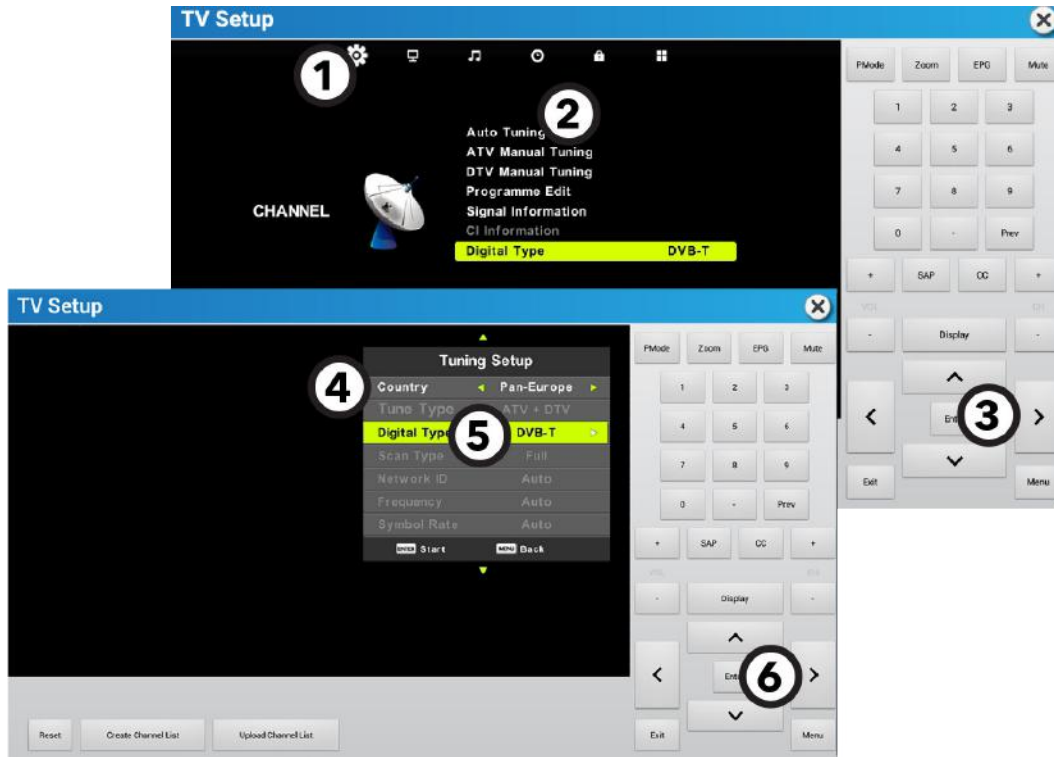 TV Setup
1
2
Auto Tuning
ATV Manual Tuning
DTV Manual Tuning
Programme Edit
Signal Information
CI Information
Digital Type DVB-T
CHANNEL
PMode Zoom EPG Mute
1 2 3
4 5 6
7 8 9
0 - Prev
+ SAP CC +
VOL CH
- Display -
3
Exit Menu
TV Setup
Tuning Setup
4
Country Pan-Europe
Tune Type ATV + DTV
5
Digital Type DVB-T
Scan Type Full
Network ID Auto
Frequency Auto
Symbol Rate Auto
ENTER Start MENU Back
PMode Zoom EPG Mute
1 2 3
4 5 6
7 8 9
0 - Prev
+ SAP CC +
VOL
- Display -
6
Exit Menu
Reset Create Channel List Upload Channel List